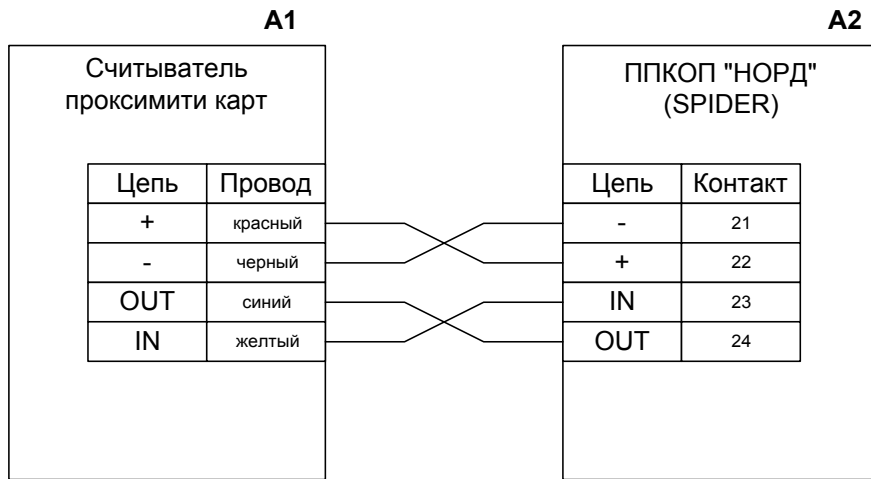 A1
A2
Считыватель
проксимити карт
ППКОП "НОРД"
(SPIDER)
Цепь Провод
+ красный
- черный
OUT синий
IN желтый
Цепь Контакт
- 21
+ 22
IN 23
OUT 24